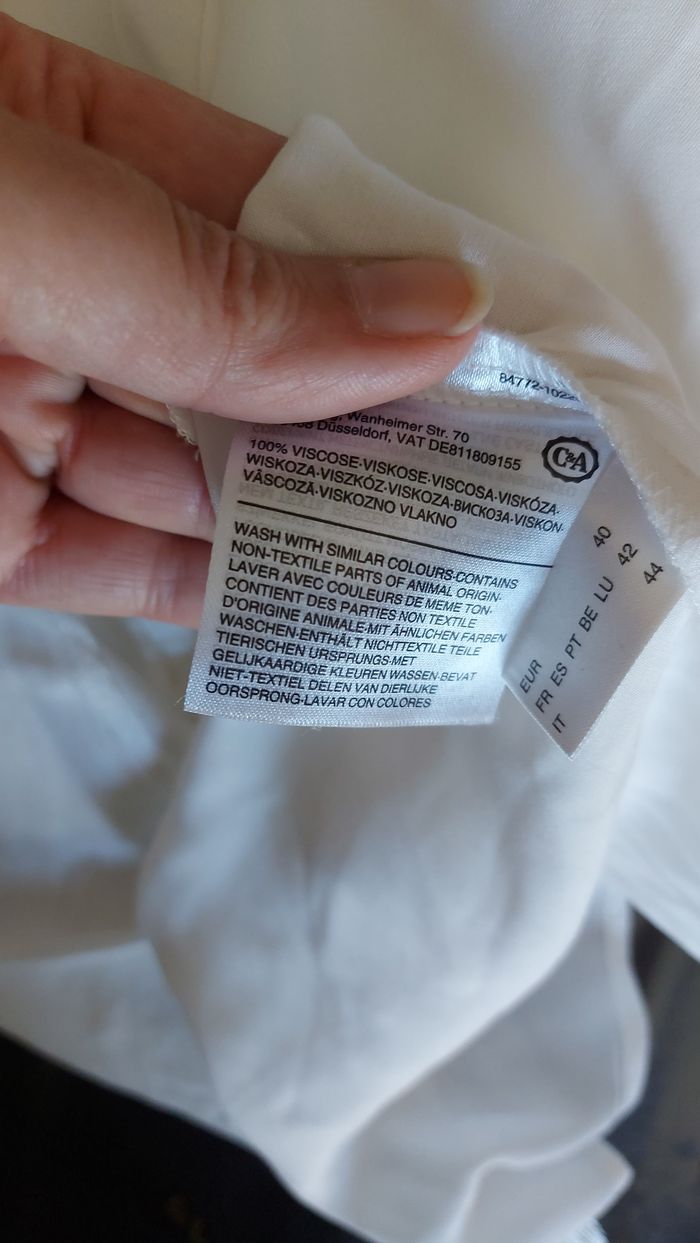 84772-102
Wanheimer Str. 70
Düsseldorf, VAT DE811809155
C&A
100% VISCOSE·VISKOSE·VISCOSA·VISKÓZA·
WISKOZA·VISZKÓZ·VISKOZA·ВИСКОЗА·VISKON·
VÂSCOZĂ·VISKOZNO VLAKNO
WASH WITH SIMILAR COLOURS·CONTAINS
NON-TEXTILE PARTS OF ANIMAL ORIGIN·
LAVER AVEC COULEURS DE MEME TON·
CONTIENT DES PARTIES NON TEXTILE
D'ORIGINE ANIMALE·MIT ÄHNLICHEN FARBEN
WASCHEN·ENTHÄLT NICHTTEXTILE TEILE
TIERISCHEN URSPRUNGS·MET
GELIJKAARDIGE KLEUREN WASSEN·BEVAT
NIET-TEXTIEL DELEN VAN DIERLIJKE
OORSPRONG·LAVAR CON COLORES
EUR 40
FR ES PT BE LU 42
IT 44